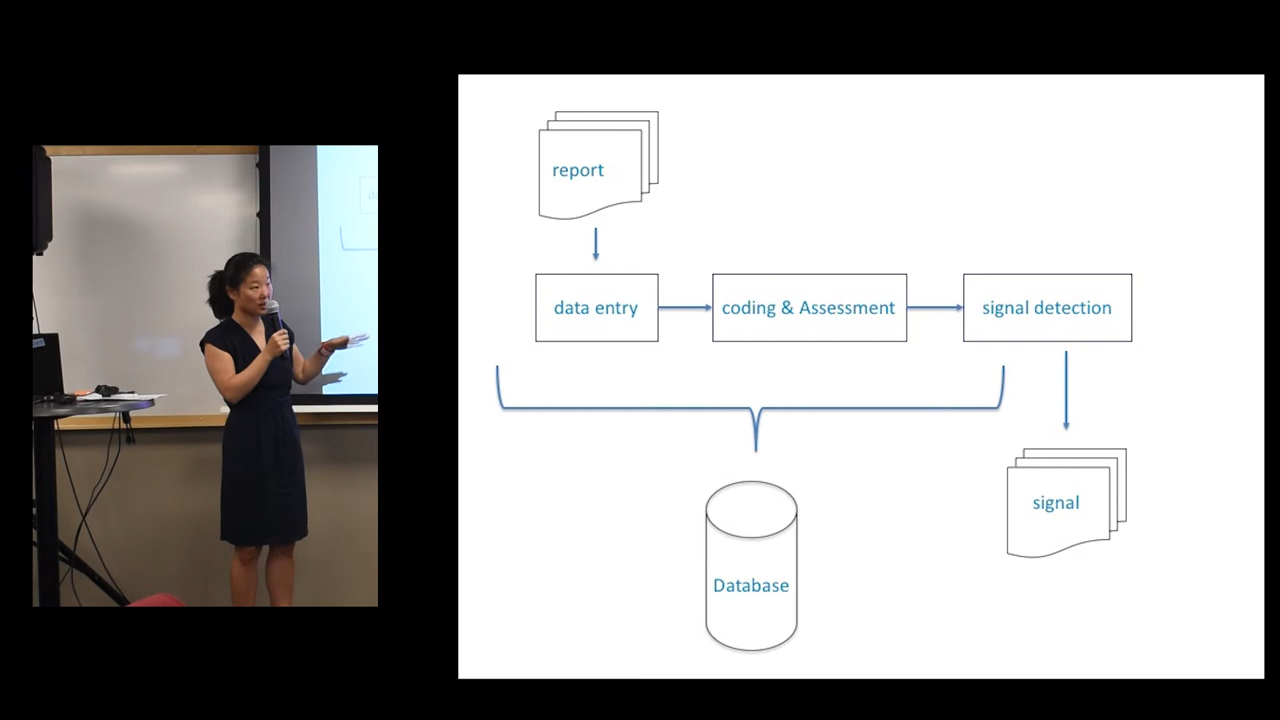 report
data entry
coding & Assessment
signal detection
signal
Database